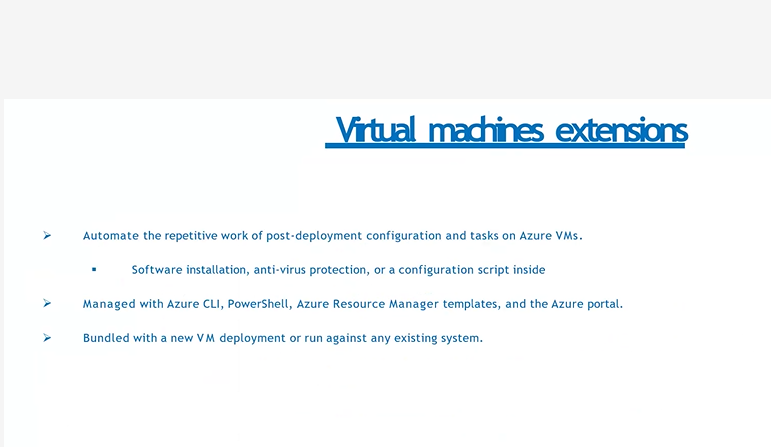 Virtual machines extensions
➢ Automate the repetitive work of post-deployment configuration and tasks on Azure VMs.
▪ Software installation, anti-virus protection, or a configuration script inside
➢ Managed with Azure CLI, PowerShell, Azure Resource Manager templates, and the Azure portal.
➢ Bundled with a new VM deployment or run against any existing system.